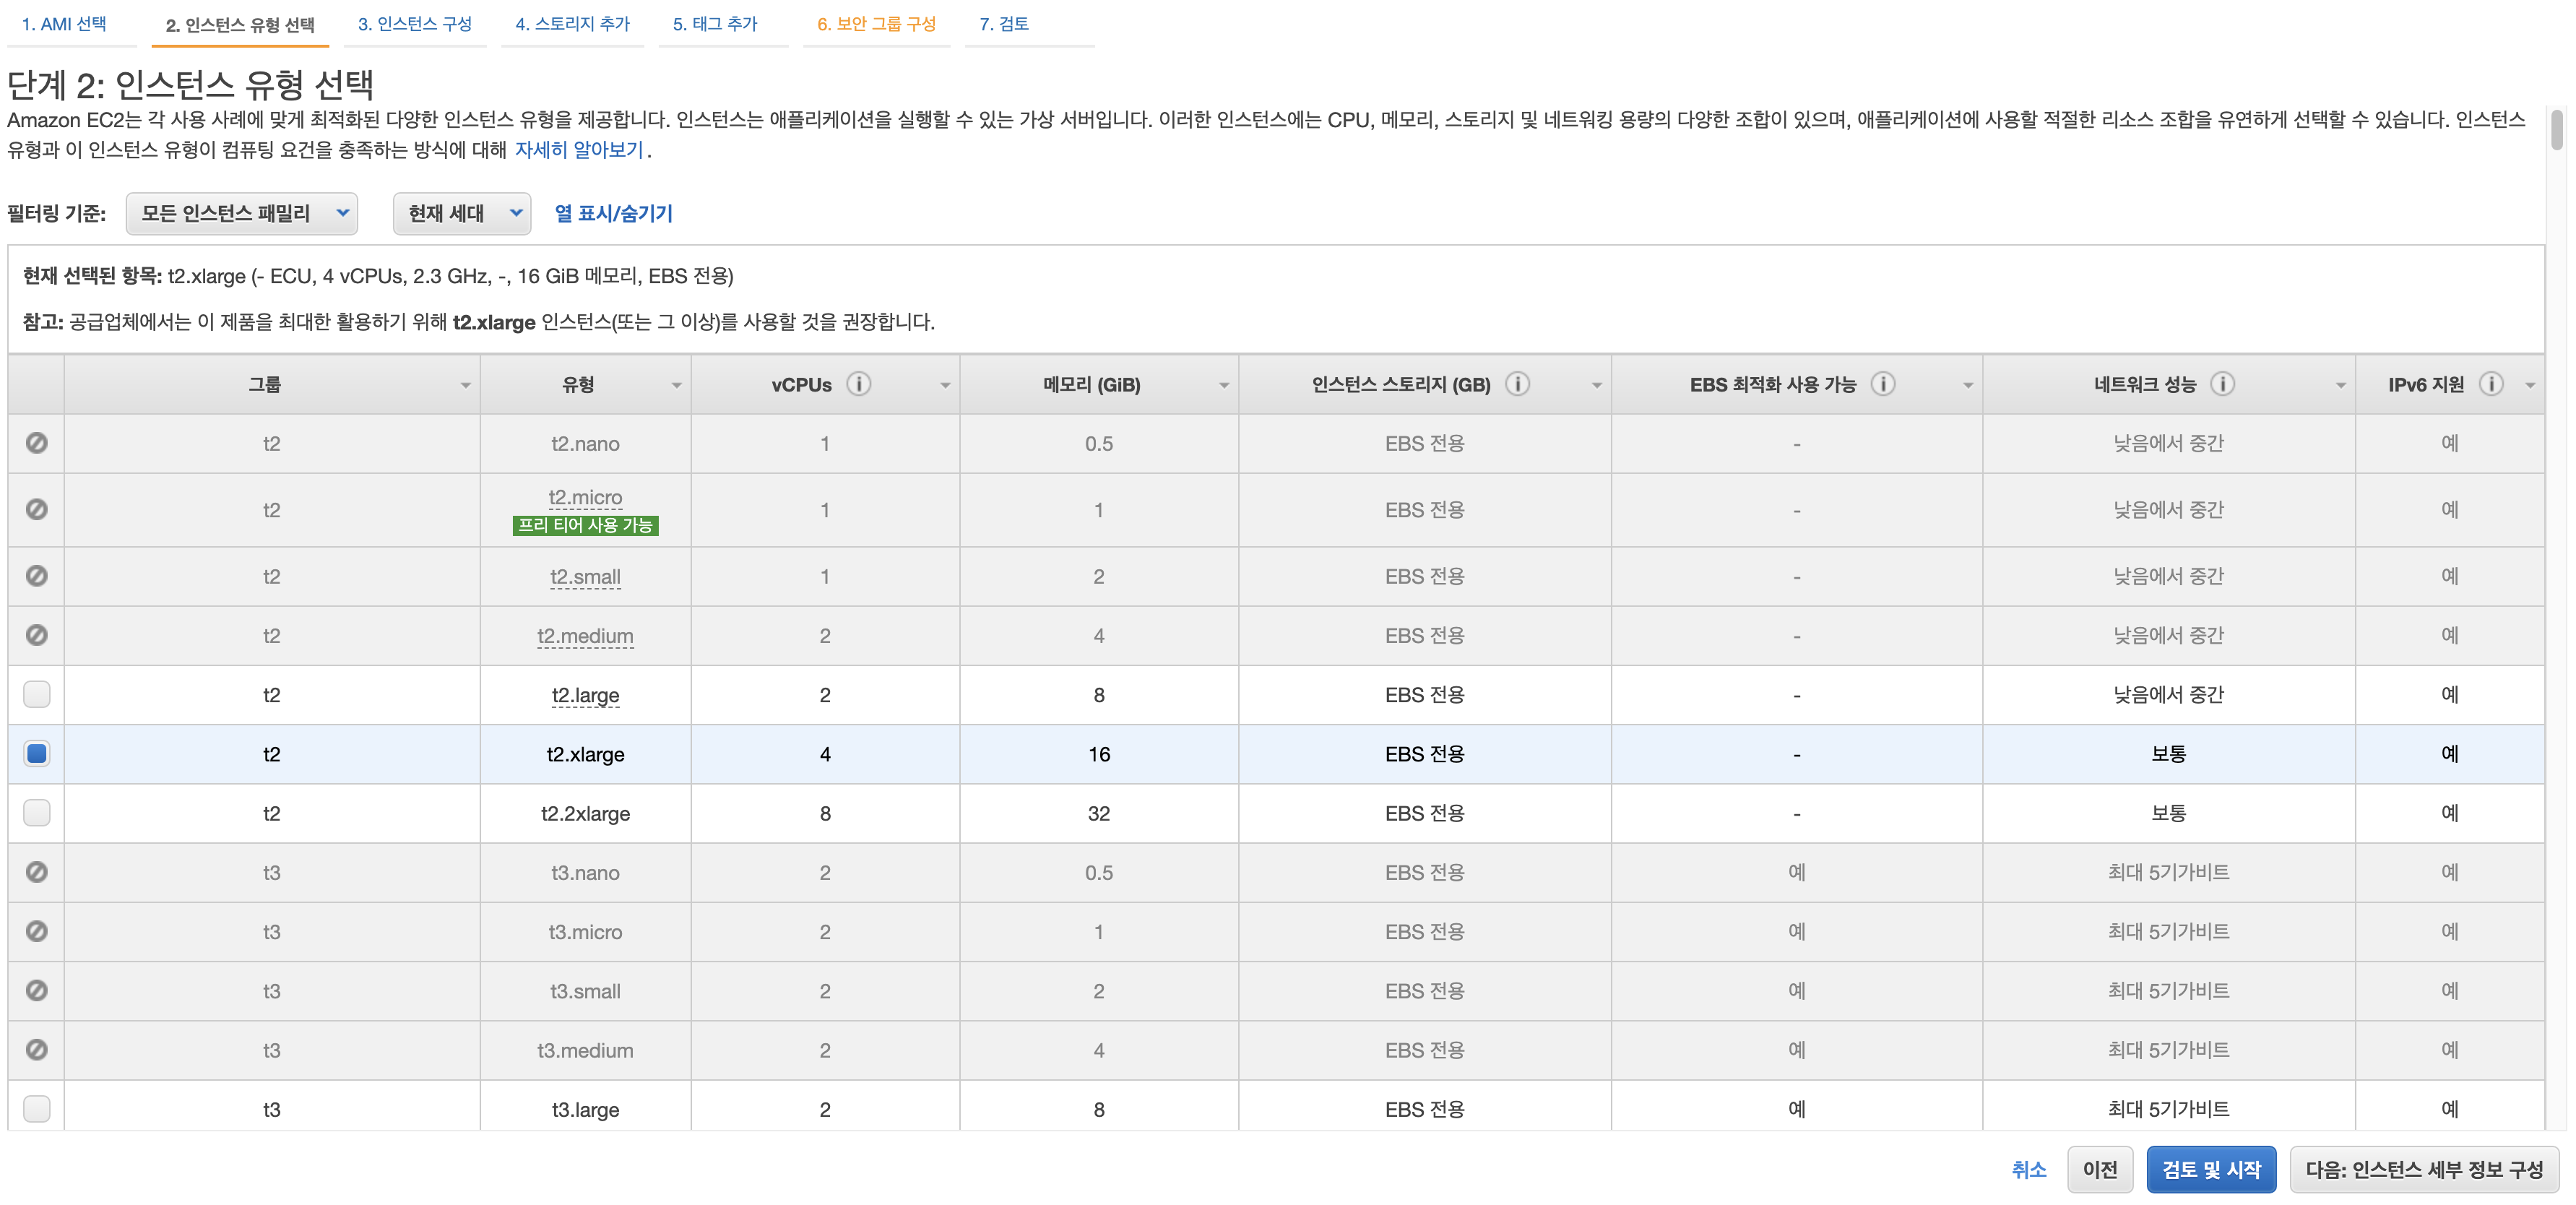 1. AMI 선택 2. 인스턴스 유형 선택 3. 인스턴스 구성 4. 스토리지 추가 5. 태그 추가 6. 보안 그룹 구성 7. 검토
단계 2: 인스턴스 유형 선택
Amazon EC2는 각 사용 사례에 맞게 최적화된 다양한 인스턴스 유형을 제공합니다. 인스턴스는 애플리케이션을 실행할 수 있는 가상 서버입니다. 이러한 인스턴스에는 CPU, 메모리, 스토리지 및 네트워킹 용량의 다양한 조합이 있으며, 애플리케이션에 사용할 적절한 리소스 조합을 유연하게 선택할 수 있습니다. 인스턴스
유형과 이 인스턴스 유형이 컴퓨팅 요건을 충족하는 방식에 대해 자세히 알아보기.
필터링 기준: 모든 인스턴스 패밀리 현재 세대 열 표시/숨기기
현재 선택된 항목: t2.xlarge (- ECU, 4 vCPUs, 2.3 GHz, -, 16 GiB 메모리, EBS 전용)
참고: 공급업체에서는 이 제품을 최대한 활용하기 위해 t2.xlarge 인스턴스(또는 그 이상)를 사용할 것을 권장합니다.
그룹 유형 vCPUs 메모리 (GiB) 인스턴스 스토리지 (GB) EBS 최적화 사용 가능 네트워크 성능 IPv6 지원
t2 t2.nano 1 0.5 EBS 전용 - 낮음에서 중간 예
t2 t2.micro 1 1 EBS 전용 - 낮음에서 중간 예
프리 티어 사용 가능
t2 t2.small 1 2 EBS 전용 - 낮음에서 중간 예
t2 t2.medium 2 4 EBS 전용 - 낮음에서 중간 예
t2 t2.large 2 8 EBS 전용 - 낮음에서 중간 예
t2 t2.xlarge 4 16 EBS 전용 - 보통 예
t2 t2.2xlarge 8 32 EBS 전용 - 보통 예
t3 t3.nano 2 0.5 EBS 전용 예 최대 5기가비트 예
t3 t3.micro 2 1 EBS 전용 예 최대 5기가비트 예
t3 t3.small 2 2 EBS 전용 예 최대 5기가비트 예
t3 t3.medium 2 4 EBS 전용 예 최대 5기가비트 예
t3 t3.large 2 8 EBS 전용 예 최대 5기가비트 예
취소 이전 검토 및 시작 다음: 인스턴스 세부 정보 구성